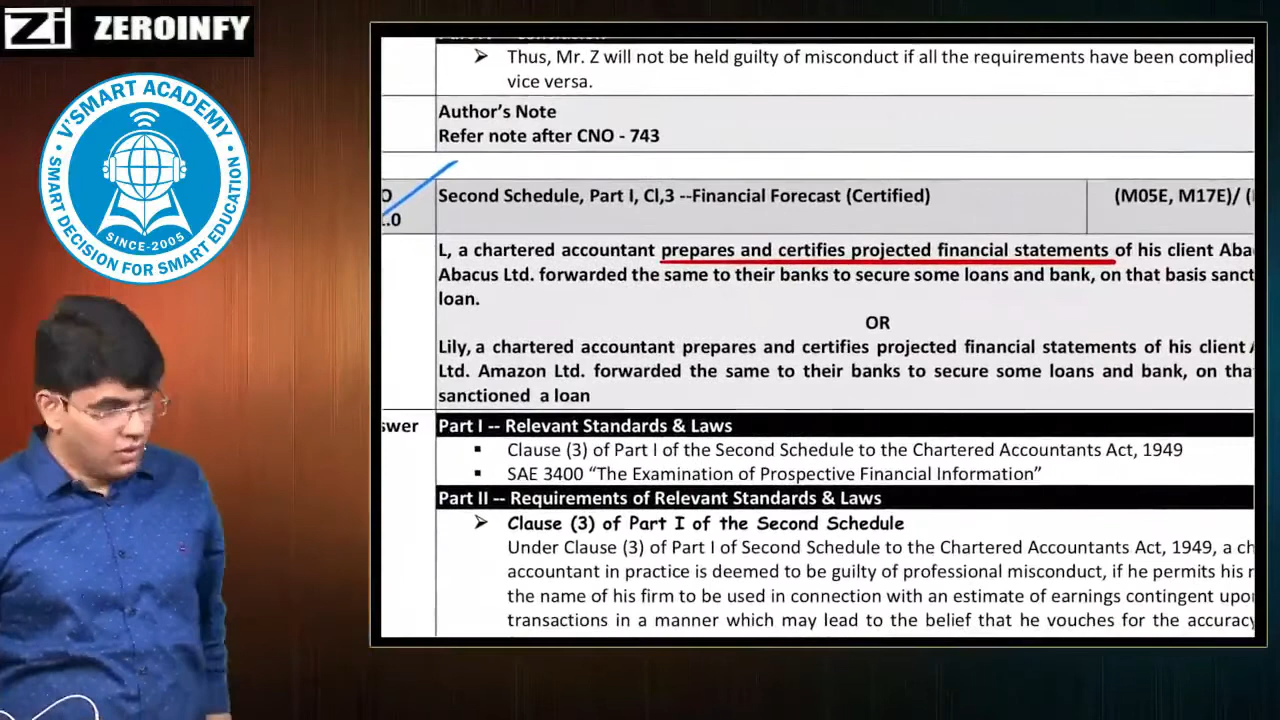 Zi ZEROINFY
V'SMART ACADEMY
SMART DECISION FOR SMART EDUCATION
SINCE-2005
➢ Thus, Mr. Z will not be held guilty of misconduct if all the requirements have been complied
vice versa.
Author's Note
Refer note after CNO - 743
O
.0
Second Schedule, Part I, Cl,3 --Financial Forecast (Certified)
(M05E, M17E)/ (
L, a chartered accountant prepares and certifies projected financial statements of his client Aba
Abacus Ltd. forwarded the same to their banks to secure some loans and bank, on that basis sanct
loan.
OR
Lily, a chartered accountant prepares and certifies projected financial statements of his client
Ltd. Amazon Ltd. forwarded the same to their banks to secure some loans and bank, on tha
sanctioned a loan
swer
Part I -- Relevant Standards & Laws
▪ Clause (3) of Part I of the Second Schedule to the Chartered Accountants Act, 1949
▪ SAE 3400 “The Examination of Prospective Financial Information”
Part II -- Requirements of Relevant Standards & Laws
➢ Clause (3) of Part I of the Second Schedule
Under Clause (3) of Part I of Second Schedule to the Chartered Accountants Act, 1949, a ch
accountant in practice is deemed to be guilty of professional misconduct, if he permits his
the name of his firm to be used in connection with an estimate of earnings contingent upo
transactions in a manner which may lead to the belief that he vouches for the accuracy